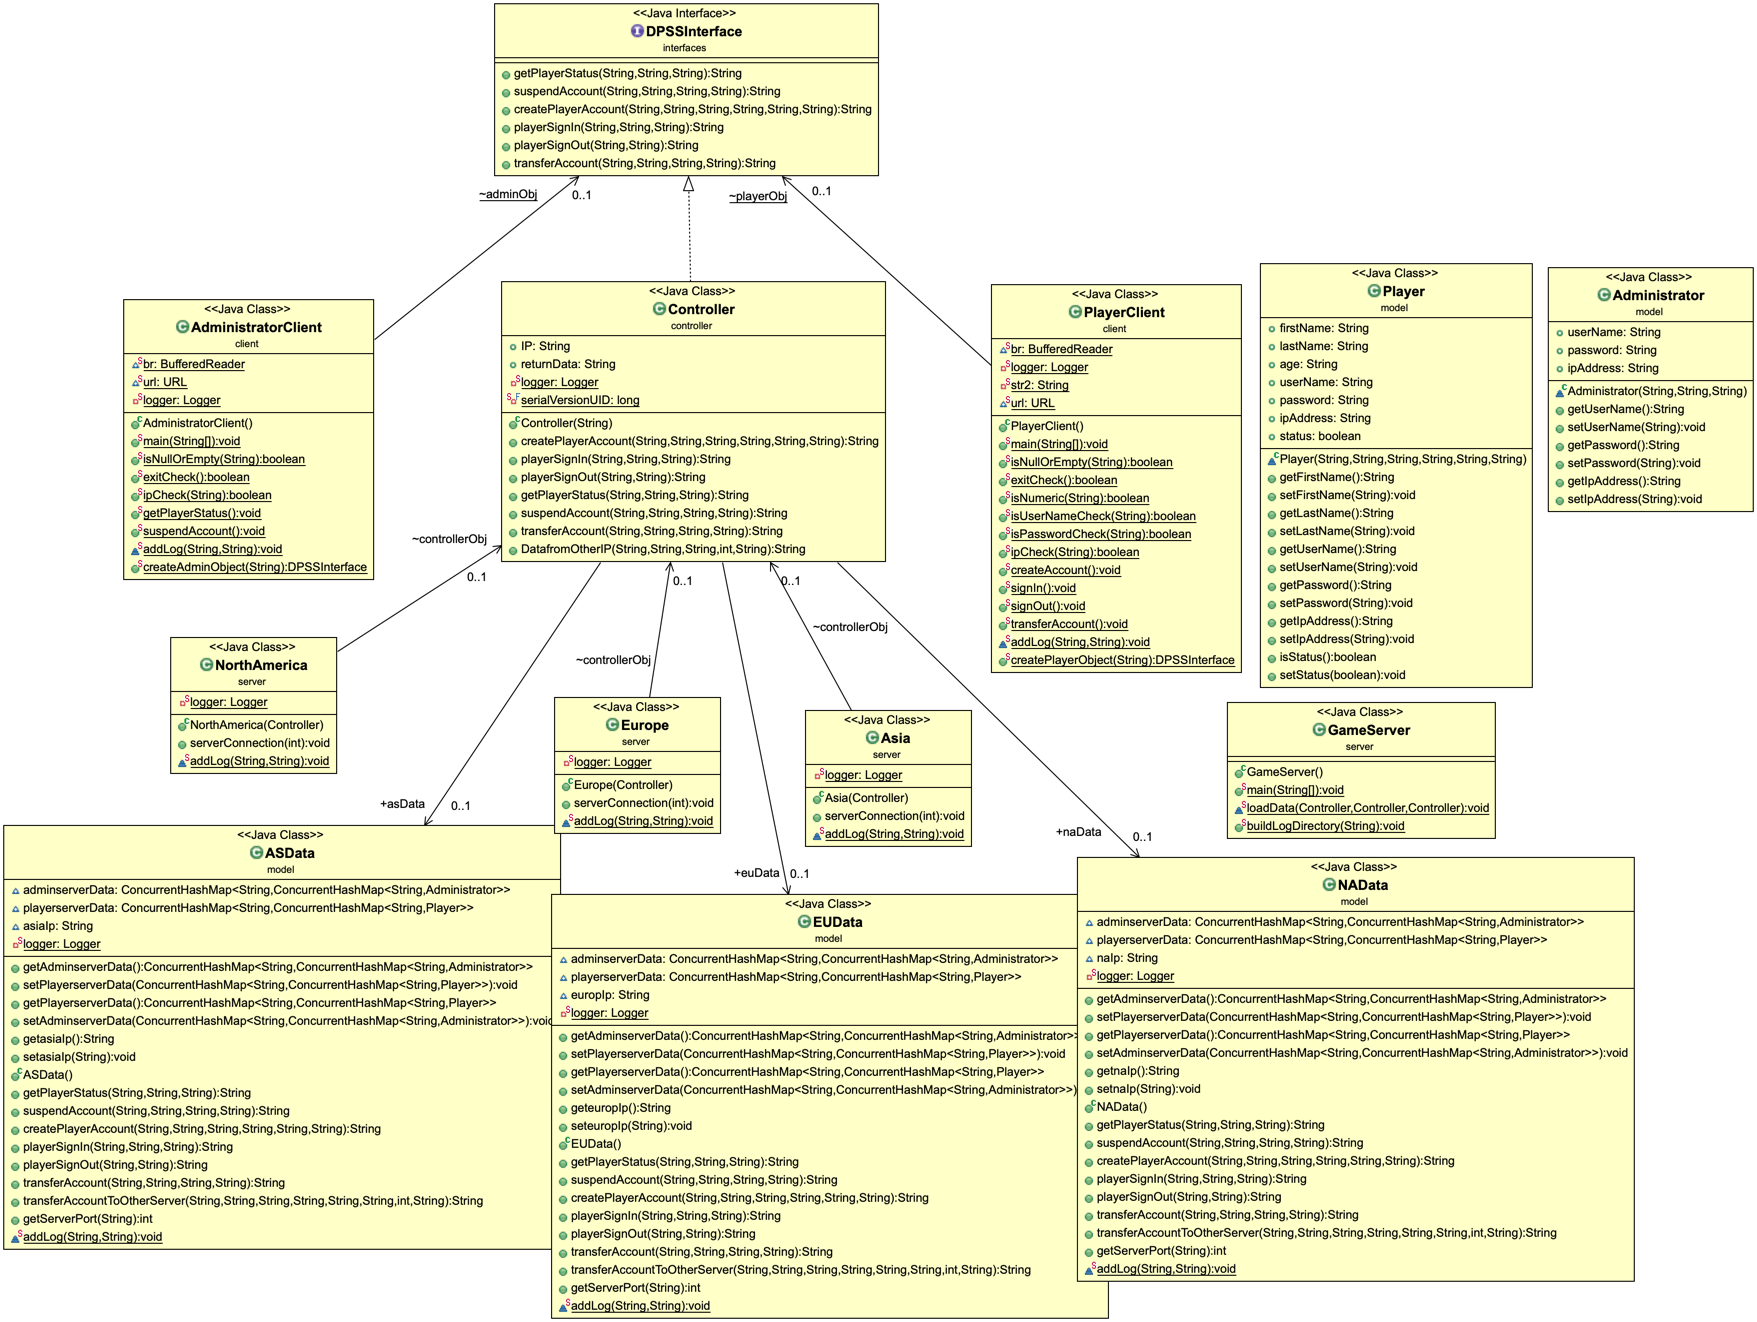 <<Java Interface>>
DPSSInterface
interfaces
getPlayerStatus(String,String,String):String
suspendAccount(String,String,String,String):String
createPlayerAccount(String,String,String,String,String,String):String
playerSignIn(String,String,String):String
playerSignOut(String,String):String
transferAccount(String,String,String,String):String
~adminObj
0..1
~playerObj
0..1
<<Java Class>>
AdministratorClient
client
br: BufferedReader
url: URL
logger: Logger
AdministratorClient()
main(String[]):void
isNullOrEmpty(String):boolean
exitCheck():boolean
ipCheck(String):boolean
getPlayerStatus():void
suspendAccount():void
addLog(String,String):void
createAdminObject(String):DPSSInterface
<<Java Class>>
Controller
controller
IP: String
returnData: String
logger: Logger
serialVersionUID: long
Controller(String)
createPlayerAccount(String,String,String,String,String,String):String
playerSignIn(String,String,String):String
playerSignOut(String,String):String
getPlayerStatus(String,String,String):String
suspendAccount(String,String,String,String):String
transferAccount(String,String,String,String):String
DatafromOtherIP(String,String,String,int,String):String
<<Java Class>>
PlayerClient
client
br: BufferedReader
logger: Logger
str2: String
url: URL
PlayerClient()
main(String[]):void
isNullOrEmpty(String):boolean
exitCheck():boolean
isNumeric(String):boolean
isUserNameCheck(String):boolean
isPasswordCheck(String):boolean
ipCheck(String):boolean
createAccount():void
signIn():void
signOut():void
transferAccount():void
addLog(String,String):void
createPlayerObject(String):DPSSInterface
<<Java Class>>
Player
model
firstName: String
lastName: String
age: String
userName: String
password: String
ipAddress: String
status: boolean
Player(String,String,String,String,String,String)
getFirstName():String
setFirstName(String):void
getLastName():String
setLastName(String):void
getUserName():String
setUserName(String):void
getPassword():String
setPassword(String):void
getIpAddress():String
setIpAddress(String):void
isStatus():boolean
setStatus(boolean):void
<<Java Class>>
Administrator
model
userName: String
password: String
ipAddress: String
Administrator(String,String,String)
getUserName():String
setUserName(String):void
getPassword():String
setPassword(String):void
getIpAddress():String
setIpAddress(String):void
~controllerObj
0..1
0..1
0..1
~controllerObj
~controllerObj
<<Java Class>>
NorthAmerica
server
logger: Logger
NorthAmerica(Controller)
serverConnection(int):void
addLog(String,String):void
<<Java Class>>
Europe
server
logger: Logger
Europe(Controller)
serverConnection(int):void
addLog(String,String):void
<<Java Class>>
Asia
server
logger: Logger
Asia(Controller)
serverConnection(int):void
addLog(String,String):void
<<Java Class>>
GameServer
server
GameServer()
main(String[]):void
loadData(Controller,Controller,Controller):void
buildLogDirectory(String):void
+asData
0..1
+euData
0..1
+naData
0..1
<<Java Class>>
ASData
model
adminserverData: ConcurrentHashMap<String,ConcurrentHashMap<String,Administrator>>
playerserverData: ConcurrentHashMap<String,ConcurrentHashMap<String,Player>>
asiaIp: String
logger: Logger
getAdminserverData():ConcurrentHashMap<String,ConcurrentHashMap<String,Administrator>>
setPlayerserverData(ConcurrentHashMap<String,ConcurrentHashMap<String,Player>>):void
getPlayerserverData():ConcurrentHashMap<String,ConcurrentHashMap<String,Player>>
setAdminserverData(ConcurrentHashMap<String,ConcurrentHashMap<String,Administrator>>):void
getasiaIp():String
setasiaIp(String):void
ASData()
getPlayerStatus(String,String,String):String
suspendAccount(String,String,String,String):String
createPlayerAccount(String,String,String,String,String,String):String
playerSignIn(String,String,String):String
playerSignOut(String,String):String
transferAccount(String,String,String,String):String
transferAccountToOtherServer(String,String,String,String,String,String,int,String):String
getServerPort(String):int
addLog(String,String):void
<<Java Class>>
EUData
model
adminserverData: ConcurrentHashMap<String,ConcurrentHashMap<String,Administrator>>
playerserverData: ConcurrentHashMap<String,ConcurrentHashMap<String,Player>>
europIp: String
logger: Logger
getAdminserverData():ConcurrentHashMap<String,ConcurrentHashMap<String,Administrator>
setPlayerserverData(ConcurrentHashMap<String,ConcurrentHashMap<String,Player>>):void
getPlayerserverData():ConcurrentHashMap<String,ConcurrentHashMap<String,Player>>
setAdminserverData(ConcurrentHashMap<String,ConcurrentHashMap<String,Administrator>>)
geteuropIp():String
seteuropIp(String):void
EUData()
getPlayerStatus(String,String,String):String
suspendAccount(String,String,String,String):String
createPlayerAccount(String,String,String,String,String,String):String
playerSignIn(String,String,String):String
playerSignOut(String,String):String
transferAccount(String,String,String,String):String
transferAccountToOtherServer(String,String,String,String,String,String,int,String):String
getServerPort(String):int
addLog(String,String):void
<<Java Class>>
NAData
model
adminserverData: ConcurrentHashMap<String,ConcurrentHashMap<String,Administrator>>
playerserverData: ConcurrentHashMap<String,ConcurrentHashMap<String,Player>>
naIp: String
logger: Logger
getAdminserverData():ConcurrentHashMap<String,ConcurrentHashMap<String,Administrator>>
setPlayerserverData(ConcurrentHashMap<String,ConcurrentHashMap<String,Player>>):void
getPlayerserverData():ConcurrentHashMap<String,ConcurrentHashMap<String,Player>>
setAdminserverData(ConcurrentHashMap<String,ConcurrentHashMap<String,Administrator>>):void
getnaIp():String
setnaIp(String):void
NAData()
getPlayerStatus(String,String,String):String
suspendAccount(String,String,String,String):String
createPlayerAccount(String,String,String,String,String,String):String
playerSignIn(String,String,String):String
playerSignOut(String,String):String
transferAccount(String,String,String,String):String
transferAccountToOtherServer(String,String,String,String,String,String,int,String):String
getServerPort(String):int
addLog(String,String):void